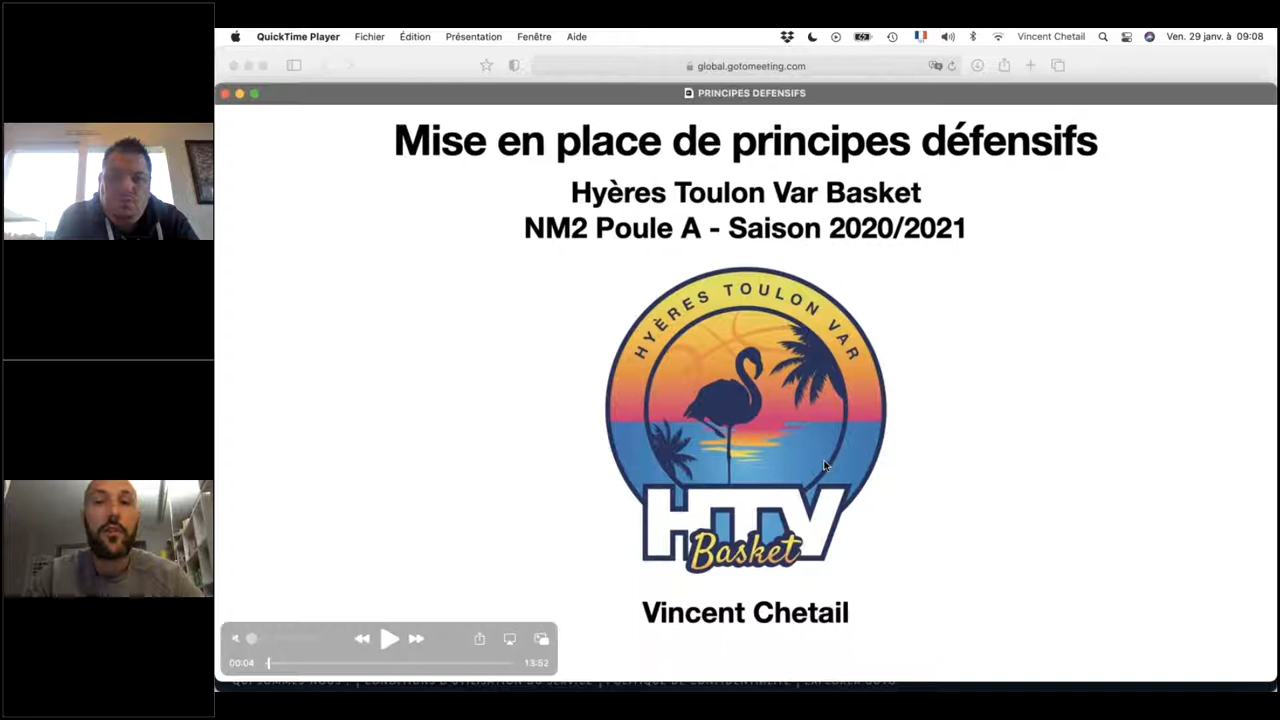 QuickTime Player Fichier Édition Présentation Fenêtre Aide Vincent Chetail Ven. 29 janv. à 09:08
global.gotomeeting.com
PRINCIPES DEFENSIFS
Mise en place de principes défensifs
Hyères Toulon Var Basket
NM2 Poule A - Saison 2020/2021
HYÈRES TOULON VAR
HTV
Basket
Vincent Chetail
00:04 13:52